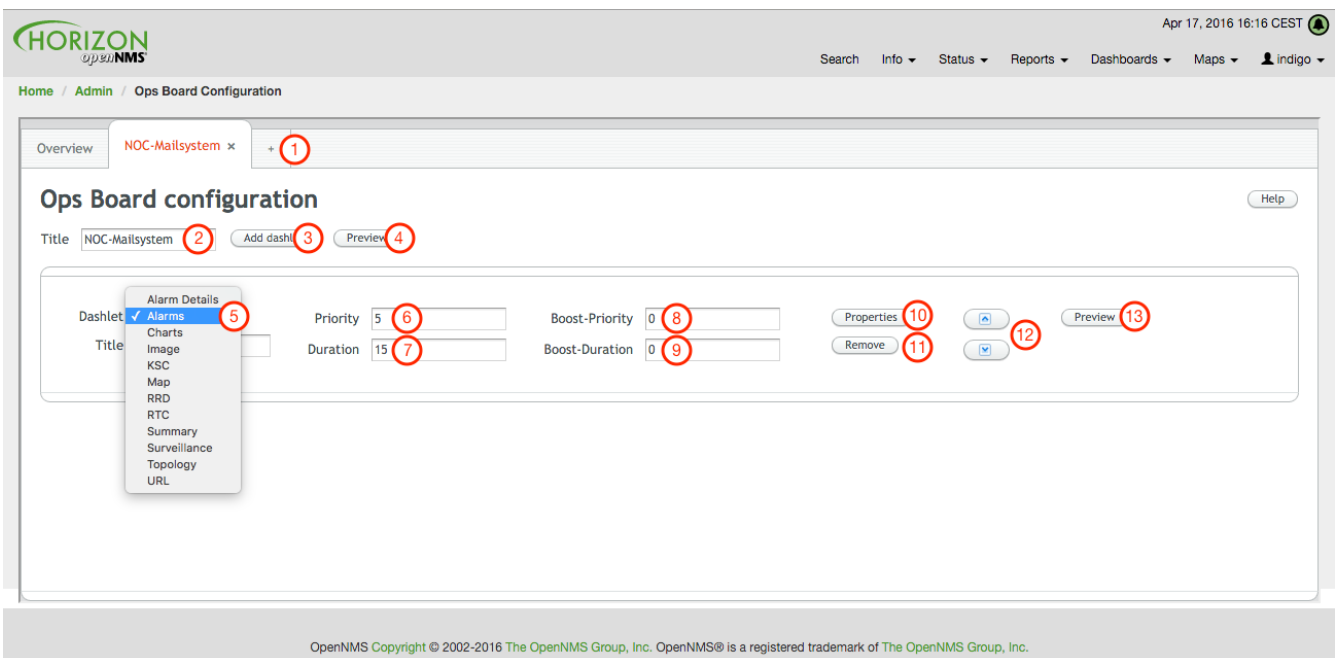 Apr 17, 2016 16:16 CEST
HORIZON
openNMS
Search Info Status Reports Dashboards Maps indigo
Home / Admin / Ops Board Configuration
Overview NOC-Mailsystem × + 1
Ops Board configuration
Help
Title NOC-Mailsystem 2 Add dashl 3 Preview 4
Alarm Details
Dashlet ✓ Alarms 5 Priority 5 6 Boost-Priority 0 8 Properties 10 Preview 13
Charts
12
Title Image Duration 15 7 Boost-Duration 0 9 Remove 11
KSC
Map
RRD
RTC
Summary
Surveillance
Topology
URL
OpenNMS Copyright © 2002-2016 The OpenNMS Group, Inc. OpenNMS® is a registered trademark of The OpenNMS Group, Inc.